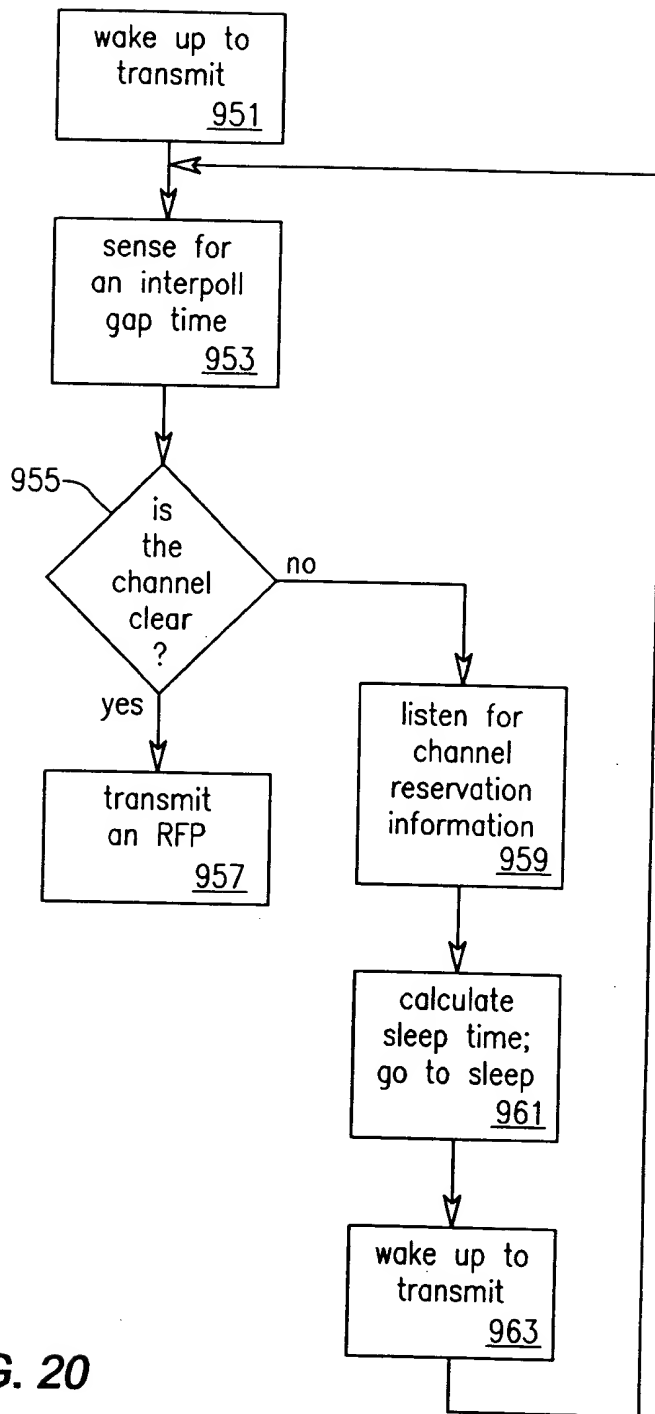 wake up to
transmit
951
sense for
an interpoll
gap time
953
955
is
the
channel
clear
?
no
yes
transmit
an RFP
957
listen for
channel
reservation
information
959
calculate
sleep time;
go to sleep
961
wake up to
transmit
963
G. 20